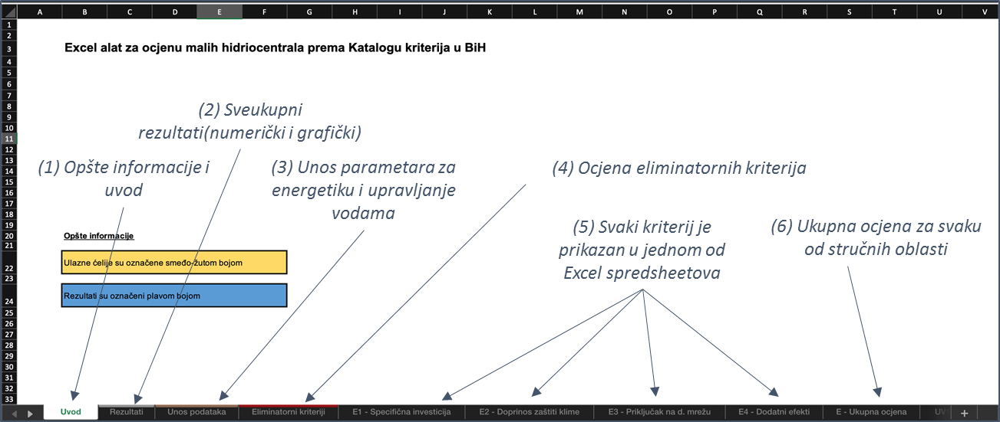 A B C D E F G H I J K L M N O P Q R S T U V
1
2
3
Excel alat za ocjenu malih hidriocentrala prema Katalogu kriterija u BiH
4
5
6
7
8
9
10
11
12
13
14
15
16
17
18
19
20
21
22
23
24
25
26
27
28
29
30
31
32
33
(2) Sveukupni
rezultati(numerički i grafički)
(1) Opšte informacije i
uvod
(3) Unos parametara za
energetiku i upravljanje
vodama
(4) Ocjena eliminatornih kriterija
(5) Svaki kriterij je
prikazan u jednom od
Excel spredsheetova
(6) Ukupna ocjena za svaku
od stručnih oblasti
Opšte informacije
Ulazne ćelije su označene smeđo-žutom bojom
Rezultati su označeni plavom bojom
Uvod Rezultati Unos podataka Eliminatorni kriteriji E1 - Specifična investicija E2 - Doprinos zaštiti klime E3 - Priključak na d. mrežu E4 - Dodatni efekti E - Ukupna ocjena +